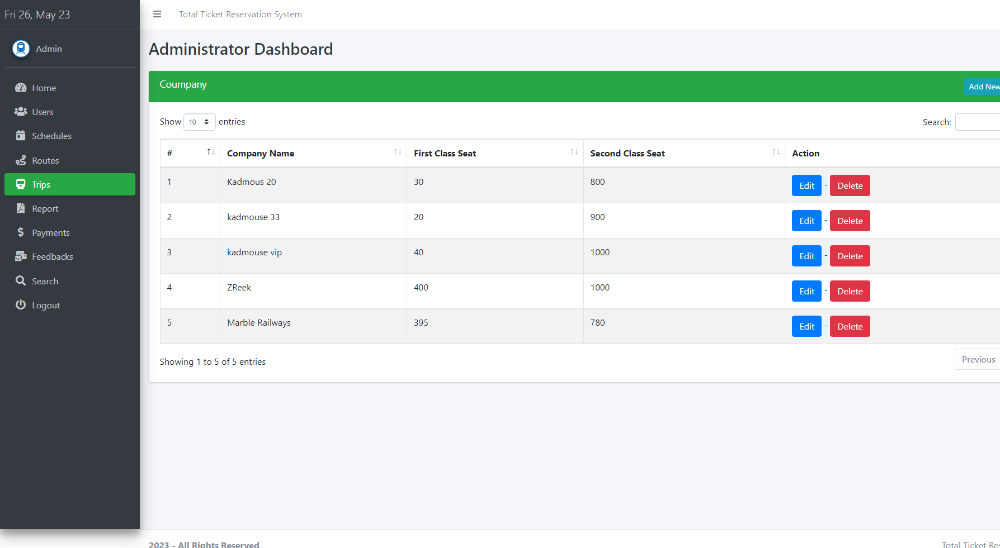 Fri 26, May 23
Total Ticket Reservation System
Admin
Home
Users
Schedules
Routes
Trips
Report
Payments
Feedbacks
Search
Logout
Administrator Dashboard
Coumpany
Add New
Show 10 entries
Search:
# Company Name First Class Seat Second Class Seat Action
1 Kadmous 20 30 800 Edit - Delete
2 kadmouse 33 20 900 Edit - Delete
3 kadmouse vip 40 1000 Edit - Delete
4 ZReek 400 1000 Edit - Delete
5 Marble Railways 395 780 Edit - Delete
Showing 1 to 5 of 5 entries
Previous
2023 - All Rights Reserved
Total Ticket Res